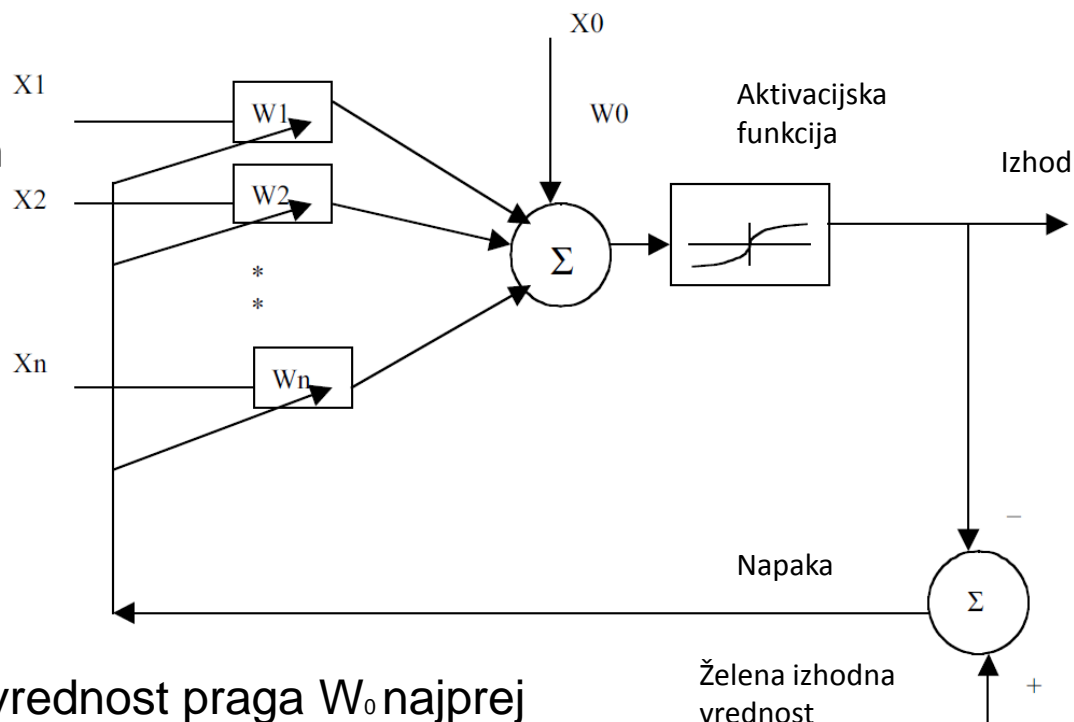 X0
X1
W1
W0
Aktivacijska
funkcija
Izhod
X2
W2
Σ
*
*
Xn
Wn
−
Napaka
Σ
Želena izhodna
vrednost
+
vrednost praga W₀ najprej